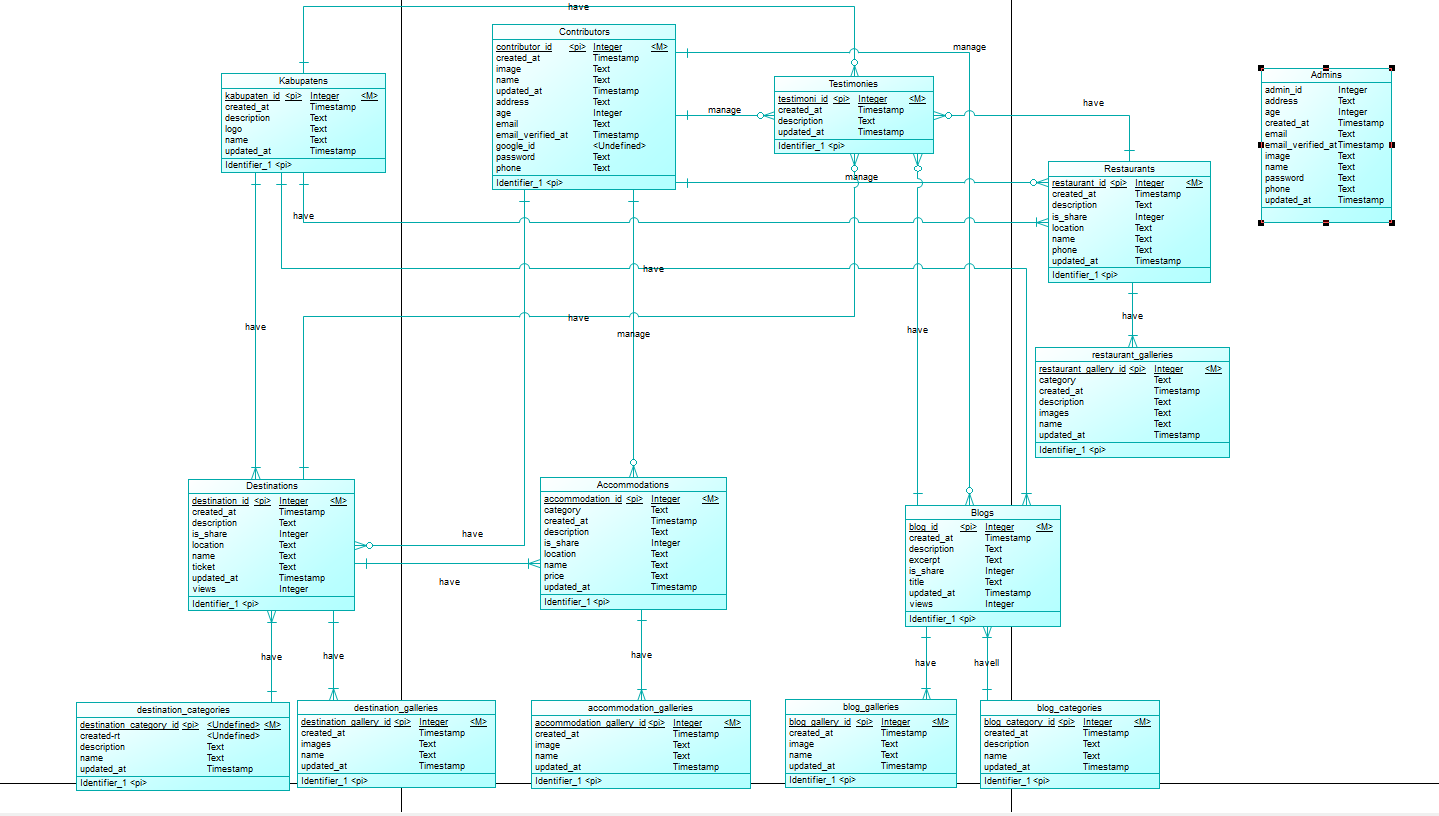 have
Contributors
contributor_id <pi> Integer <M>
created_at Timestamp
image Text
name Text
updated_at Timestamp
address Text
age Integer
email Text
email_verified_at Timestamp
google_id <Undefined>
password Text
phone Text
Identifier_1 <pi>
manage
Kabupatens
kabupaten_id <pi> Integer <M>
created_at Timestamp
description Text
logo Text
name Text
updated_at Timestamp
Identifier_1 <pi>
Testimonies
testimoni_id <pi> Integer <M>
created_at Timestamp
description Text
updated_at Timestamp
Identifier_1 <pi>
manage
have
Admins
admin_id Integer
address Text
age Integer
created_at Timestamp
email Text
email_verified_at Timestamp
image Text
name Text
password Text
phone Text
updated_at Timestamp
manage
Restaurants
restaurant_id <pi> Integer <M>
created_at Timestamp
description Text
is_share Integer
location Text
name Text
phone Text
updated_at Timestamp
Identifier_1 <pi>
have
have
have
have
manage
have
have
restaurant_galleries
restaurant_gallery_id <pi> Integer <M>
category Text
created_at Timestamp
description Text
images Text
name Text
updated_at Timestamp
Identifier_1 <pi>
Destinations
destination_id <pi> Integer <M>
created_at Timestamp
description Text
is_share Integer
location Text
name Text
ticket Text
updated_at Timestamp
views Integer
Identifier_1 <pi>
have
have
Accommodations
accommodation_id <pi> Integer <M>
category Text
created_at Timestamp
description Text
is_share Integer
location Text
name Text
price Text
updated_at Timestamp
Identifier_1 <pi>
Blogs
blog_id <pi> Integer <M>
created_at Timestamp
description Text
excerpt Text
is_share Integer
title Text
updated_at Timestamp
views Integer
Identifier_1 <pi>
have
have
have
have
havell
destination_categories
destination_category_id <pi> <Undefined> <M>
created-rt <Undefined>
description Text
name Text
updated_at Timestamp
Identifier_1 <pi>
destination_galleries
destination_gallery_id <pi> Integer <M>
created_at Timestamp
images Text
name Text
updated_at Timestamp
Identifier_1 <pi>
accommodation_galleries
accommodation_gallery_id <pi> Integer <M>
created_at Timestamp
image Text
name Text
updated_at Timestamp
Identifier_1 <pi>
blog_galleries
blog_gallery_id <pi> Integer <M>
created_at Timestamp
image Text
name Text
updated_at Timestamp
Identifier_1 <pi>
blog_categories
blog_category_id <pi> Integer <M>
created_at Timestamp
description Text
name Text
updated_at Timestamp
Identifier_1 <pi>